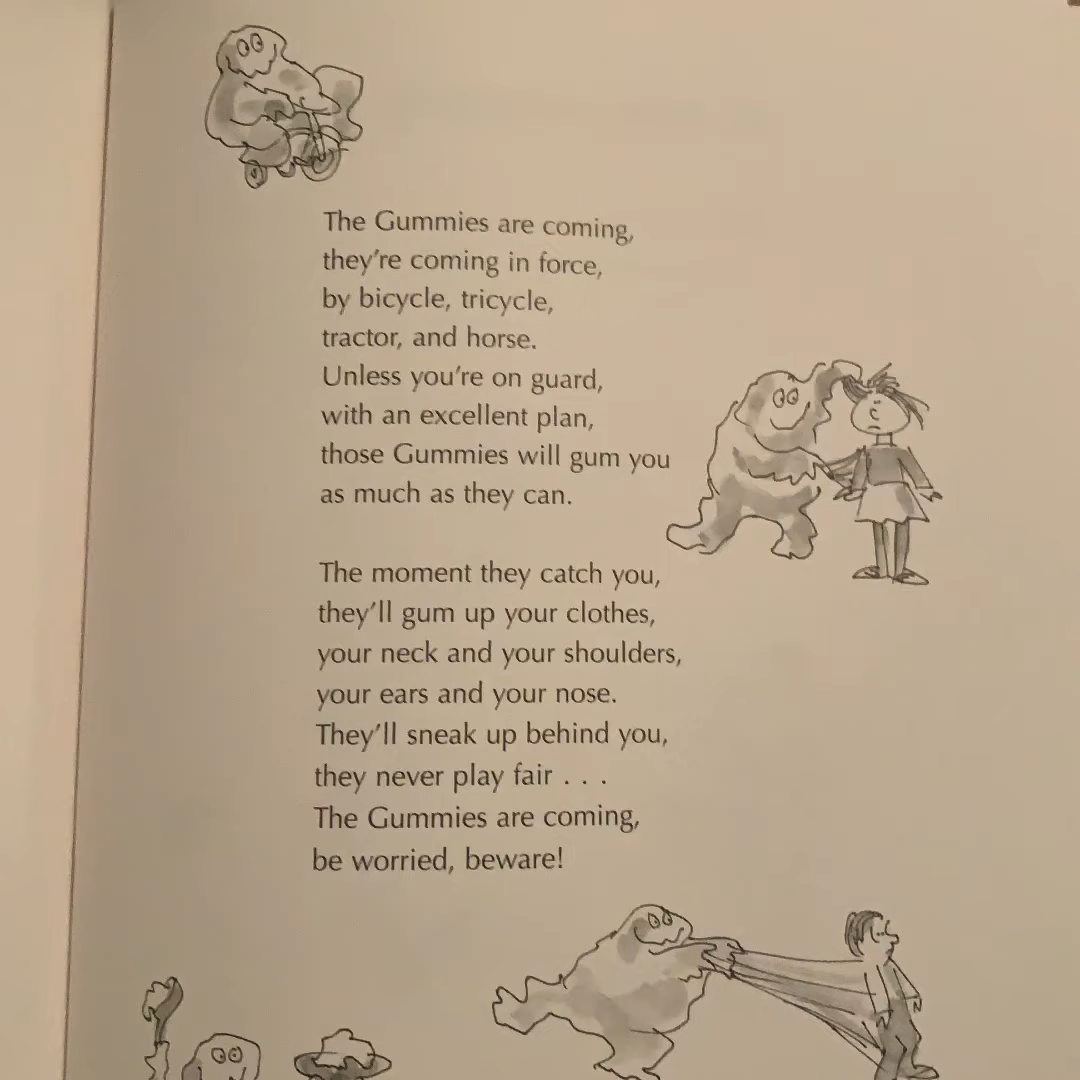 The Gummies are coming,
they're coming in force,
by bicycle, tricycle,
tractor, and horse.
Unless you're on guard,
with an excellent plan,
those Gummies will gum you
as much as they can.
The moment they catch you,
they'll gum up your clothes,
your neck and your shoulders,
your ears and your nose.
They'll sneak up behind you,
they never play fair . . .
The Gummies are coming,
be worried, beware!